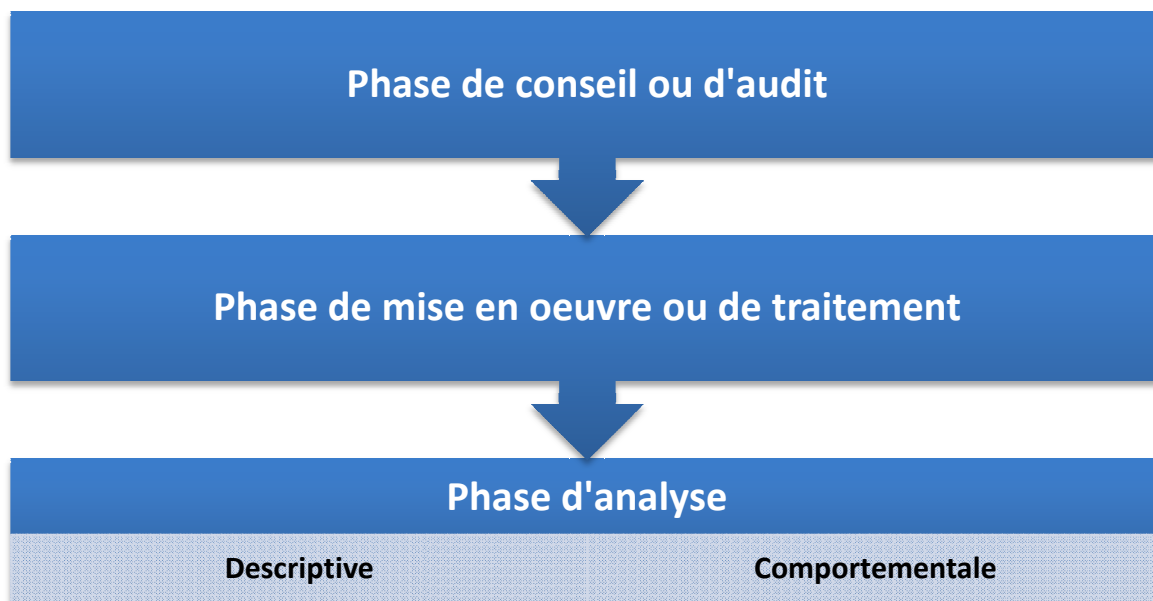 Phase de conseil ou d'audit
Phase de mise en oeuvre ou de traitement
Phase d'analyse
Descriptive
Comportementale